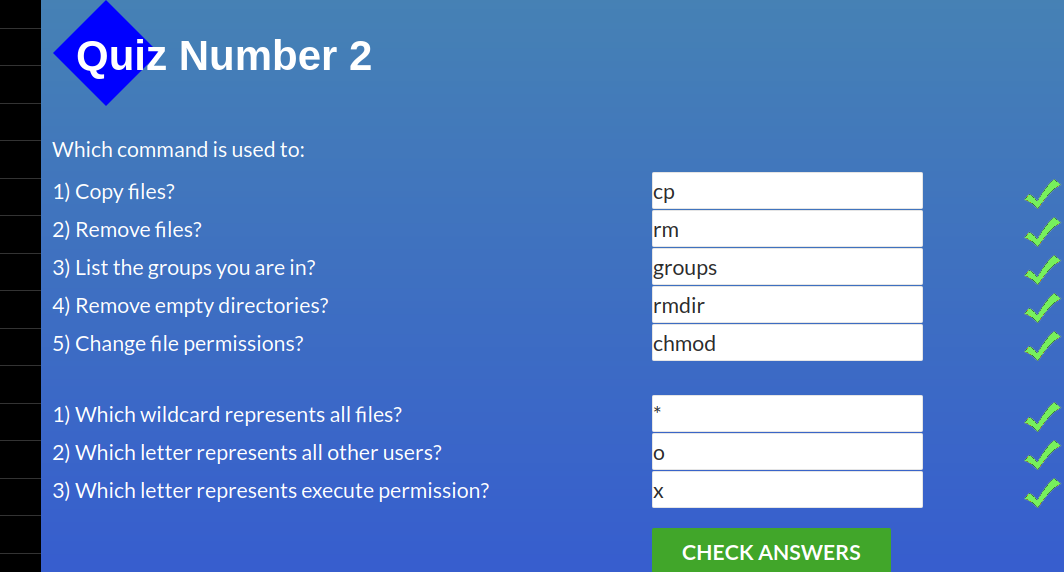 Quiz Number 2
Which command is used to:
1) Copy files? cp
2) Remove files? rm
3) List the groups you are in? groups
4) Remove empty directories? rmdir
5) Change file permissions? chmod
1) Which wildcard represents all files? *
2) Which letter represents all other users? o
3) Which letter represents execute permission? x
CHECK ANSWERS